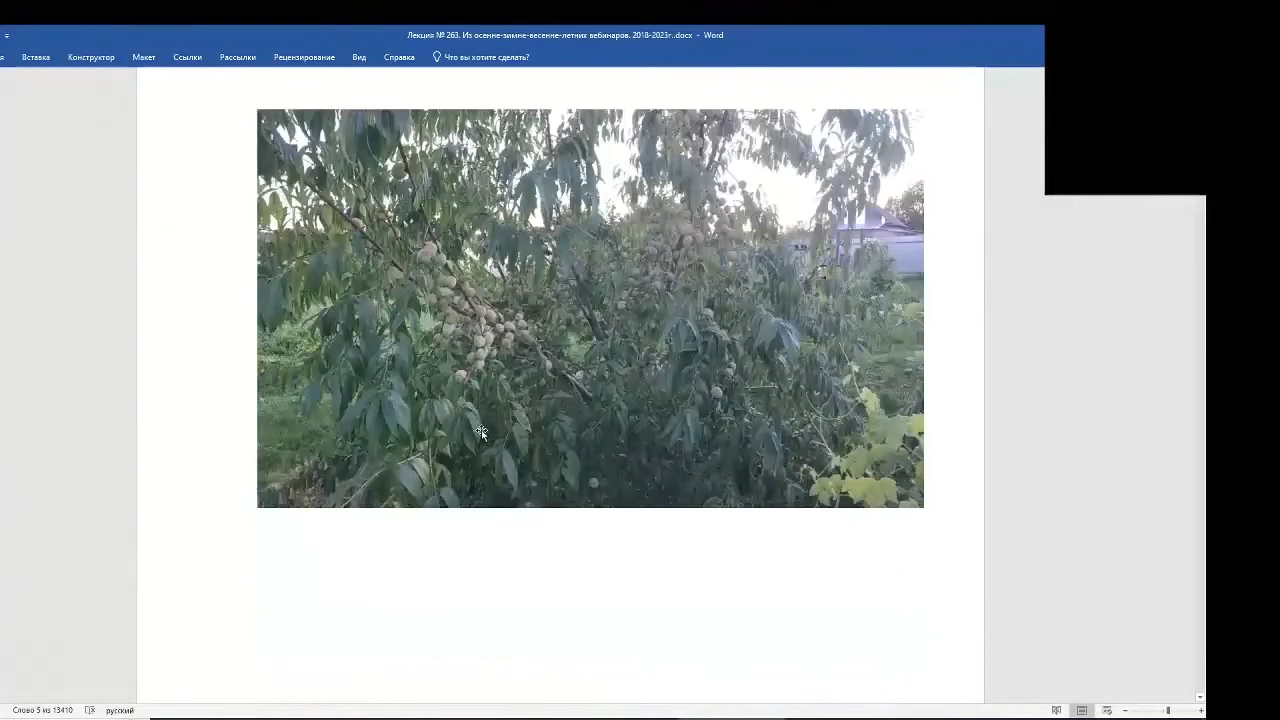 Лекция № 263. Из осенне-зимне-весенне-летних вебинаров. 2018-2023г..docx - Word
я Вставка Конструктор Макет Ссылки Рассылки Рецензирование Вид Справка Что вы хотите сделать?
Слово 5 из 13410 русский